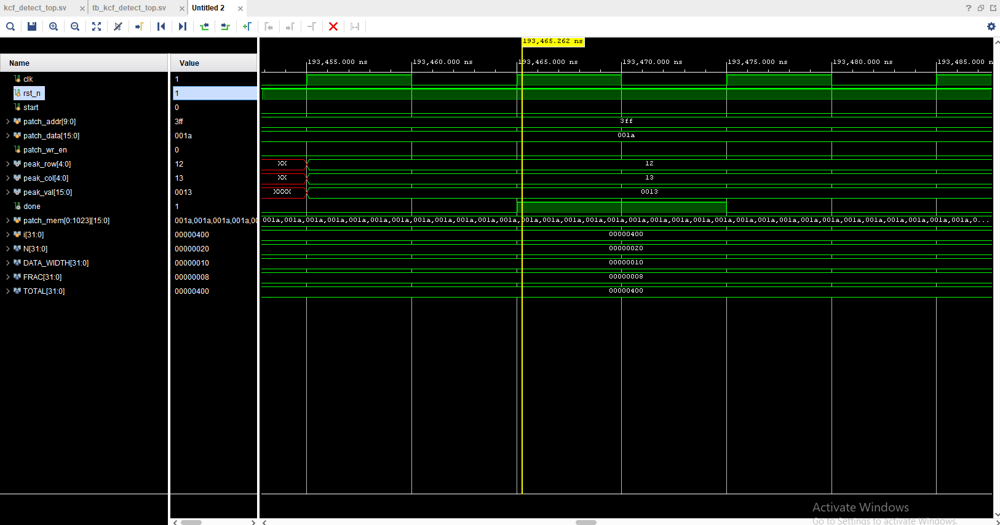 kcf_detect_top.sv × tb_kcf_detect_top.sv × Untitled 2 ×
193,465.262 ns
Name Value
193,455.000 ns 193,460.000 ns 193,465.000 ns 193,470.000 ns 193,475.000 ns 193,480.000 ns 193,485.000 n
clk 1
rst_n 1
start 0
patch_addr[9:0] 3ff 3ff
patch_data[15:0] 001a 001a
patch_wr_en 0
peak_row[4:0] 12 XX 12
peak_col[4:0] 13 XX 13
peak_val[15:0] 0013 XXXX 0013
done 1
patch_mem[0:1023][15:0] 001a,001a,001a,001a,00 001a,001a,001a,001a,001a,001a,001a,001a,001a,001a,001a,001a,001a,001a,001a,001a,001a,001a,001a,001a,001a,001a,001a,001a,001a,001a,001a,001a,001a,001a,001a,001a,001a,0...
i[31:0] 00000400 00000400
N[31:0] 00000020 00000020
DATA_WIDTH[31:0] 00000010 00000010
FRAC[31:0] 00000008 00000008
TOTAL[31:0] 00000400 00000400
Activate Windows
Go to Settings to activate Windows.